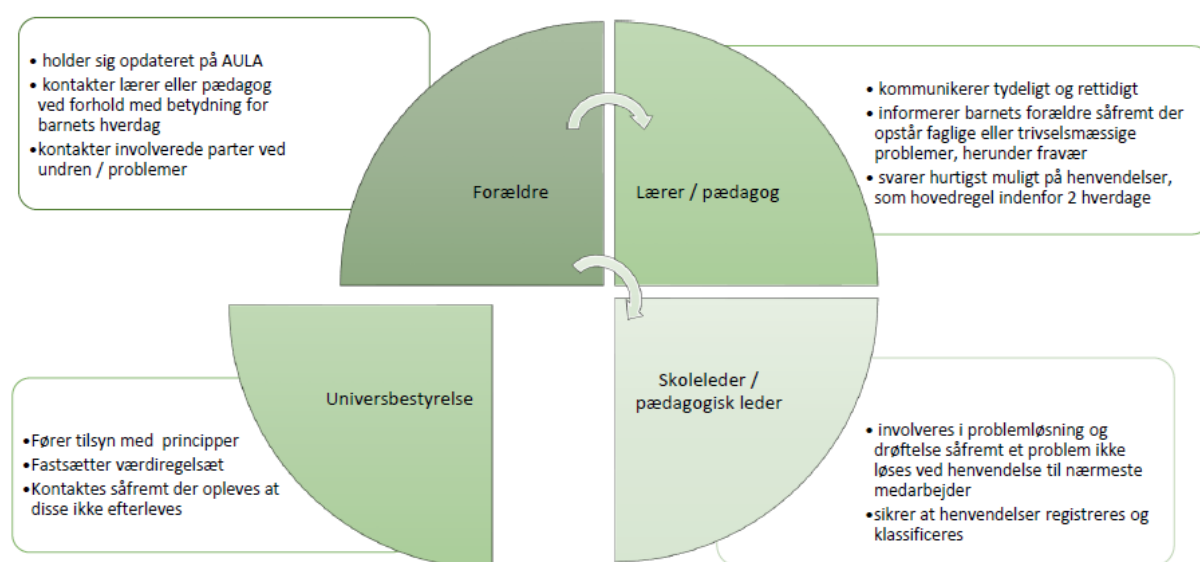 • holder sig opdateret på AULA
• kontakter lærer eller pædagog
ved forhold med betydning for
barnets hverdag
•kontakter involverede parter ved
undren / problemer
Forældre
Lærer / pædagog
• kommunikerer tydeligt og rettidigt
• informerer barnets forældre såfremt der
opstår faglige eller trivselsmæssige
problemer, herunder fravær
• svarer hurtigst muligt på henvendelser,
som hovedregel indenfor 2 hverdage
Universbestyrelse
•Fører tilsyn med principper
•Fastsætter værdiregelsæt
•Kontaktes såfremt der opleves at
disse ikke efterleves
Skoleleder /
pædagogisk leder
• involveres i problemløsning og
drøftelse såfremt et problem ikke
løses ved henvendelse til nærmeste
medarbejder
•sikrer at henvendelser registreres og
klassificeres